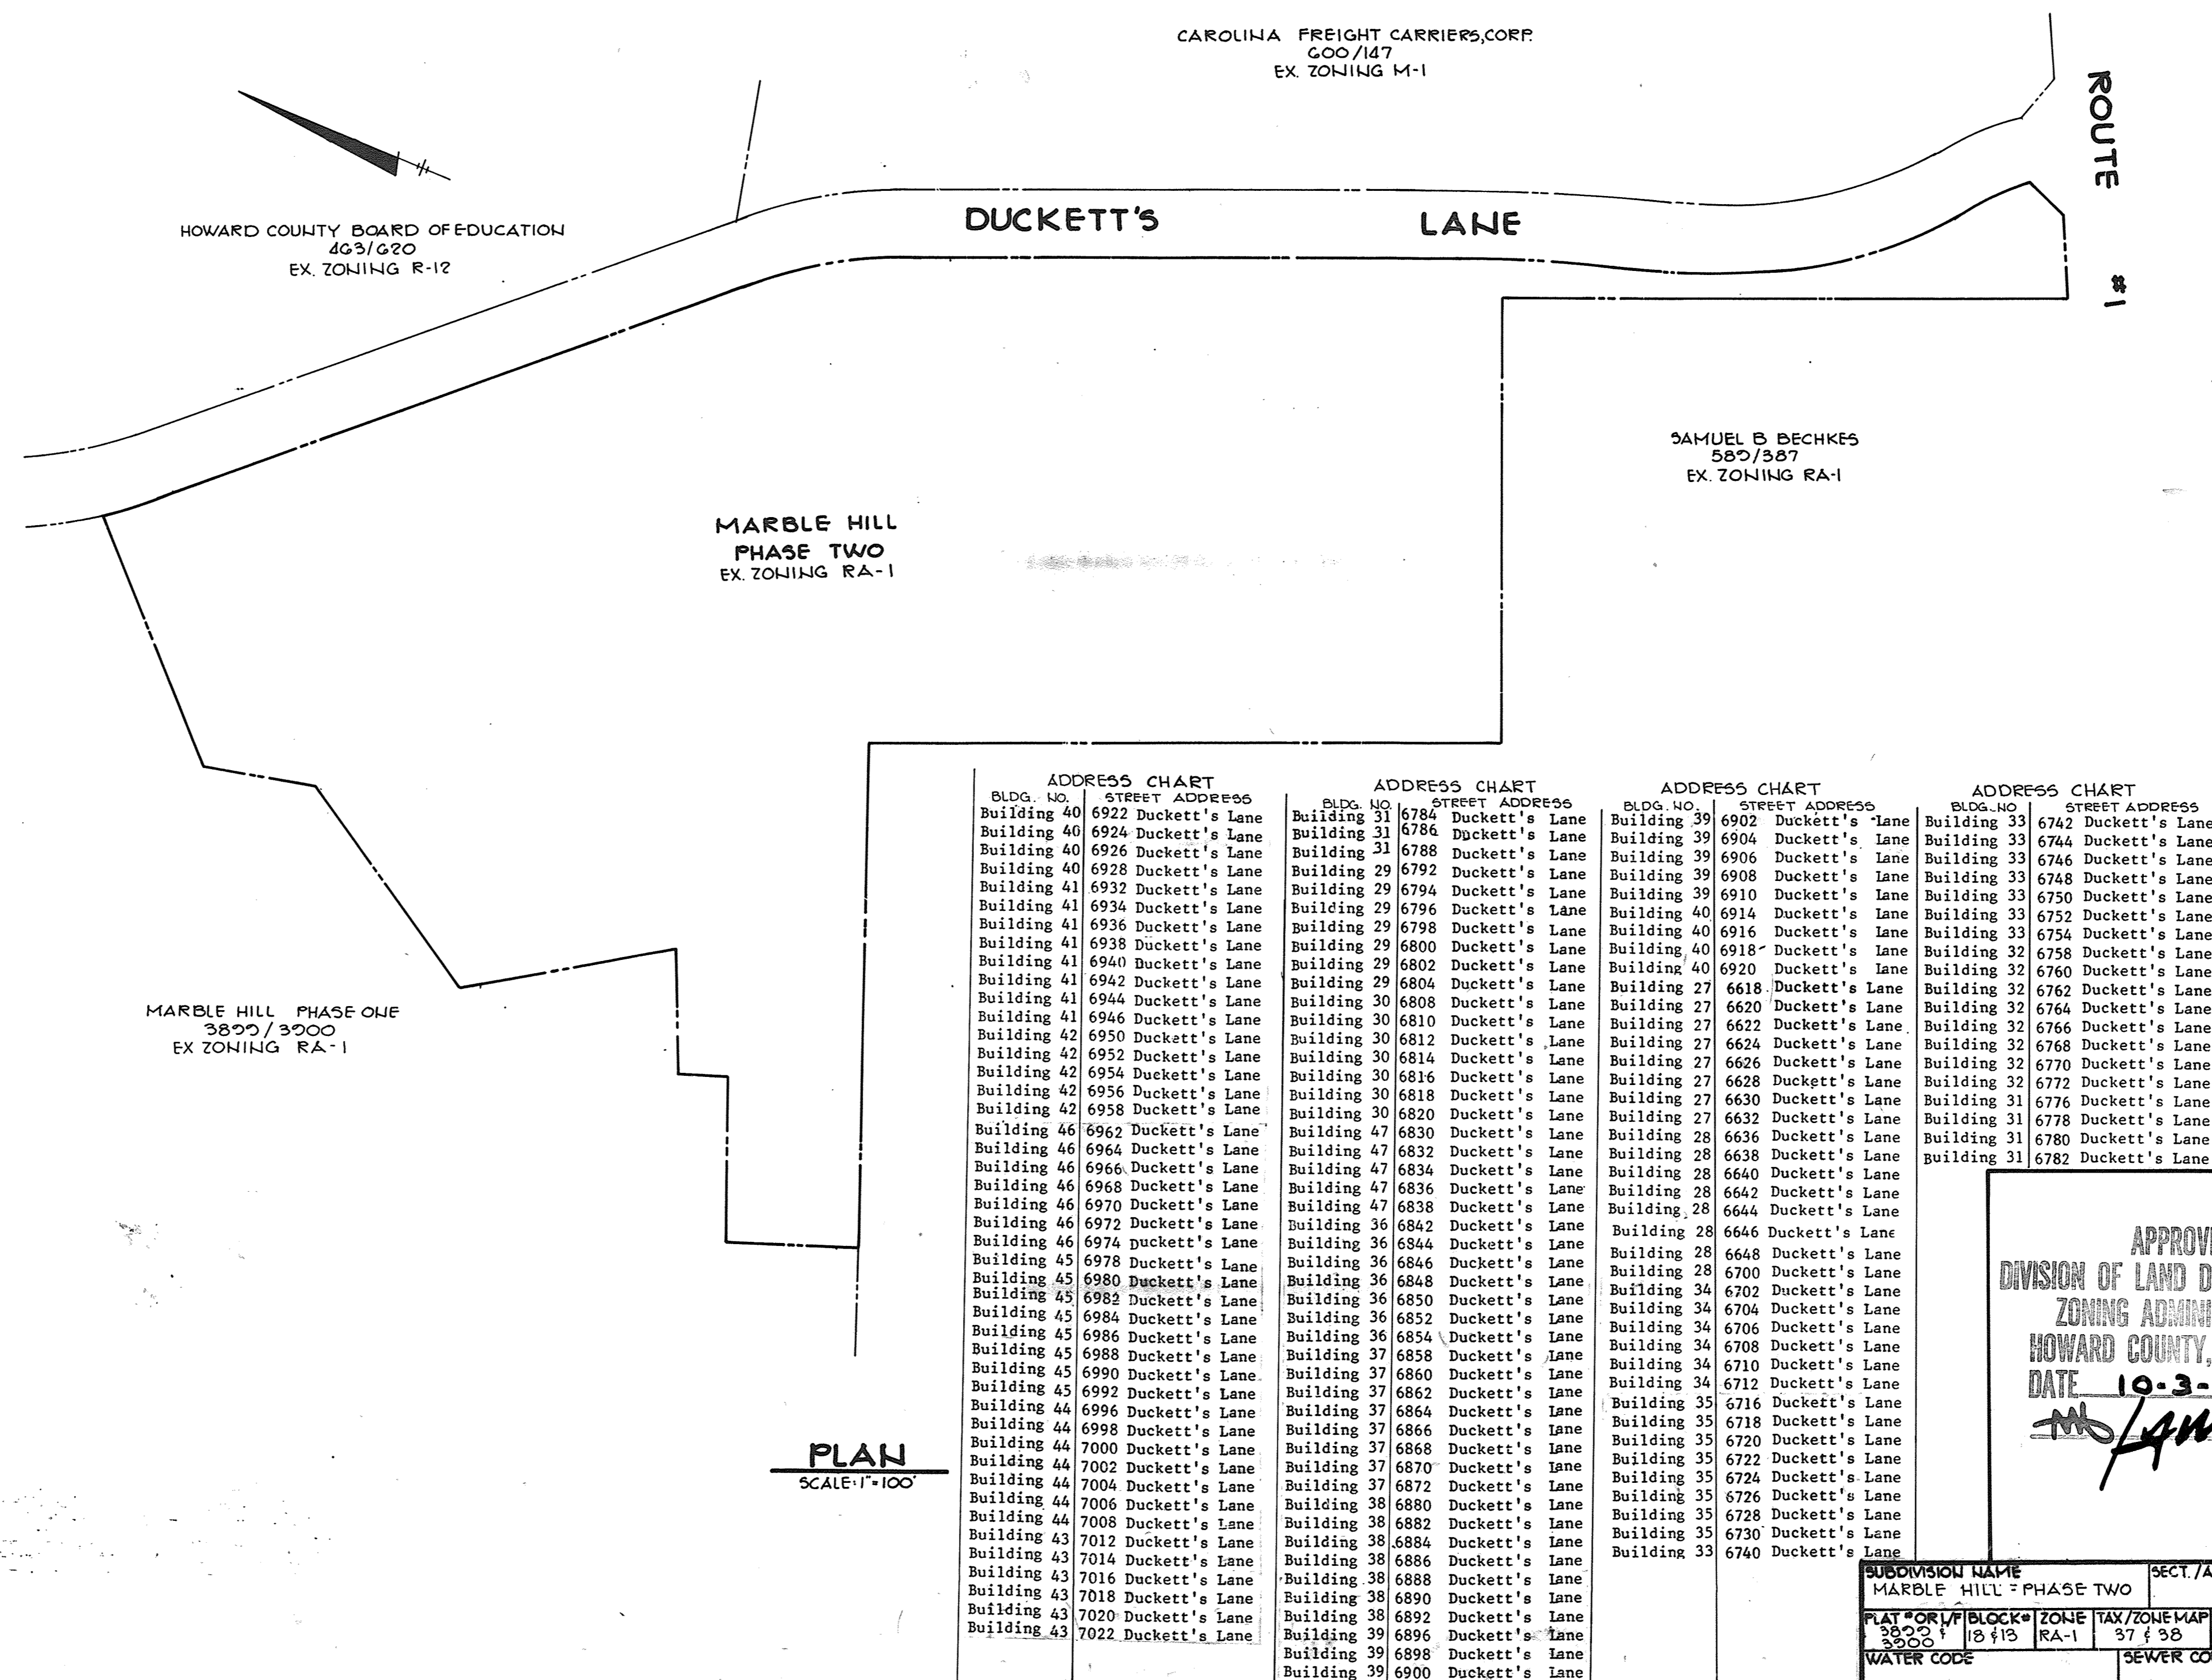 CAROLINA FREIGHT CARRIERS, CORP.
600/147
EX. ZONING M-1
ROUTE #1
HOWARD COUNTY BOARD OF EDUCATION
463/620
EX. ZONING R-12
DUCKETT'S LANE
SAMUEL B BECHKES
589/387
EX. ZONING RA-1
MARBLE HILL
PHASE TWO
EX. ZONING RA-1
MARBLE HILL PHASE ONE
3899/3900
EX ZONING RA-1
PLAN
SCALE: 1"=100'
ADDRESS CHART
BLDG. NO. STREET ADDRESS
Building 40 6922 Duckett's Lane
Building 40 6924 Duckett's Lane
Building 40 6926 Duckett's Lane
Building 40 6928 Duckett's Lane
Building 41 6932 Duckett's Lane
Building 41 6934 Duckett's Lane
Building 41 6936 Duckett's Lane
Building 41 6938 Duckett's Lane
Building 41 6940 Duckett's Lane
Building 41 6942 Duckett's Lane
Building 41 6944 Duckett's Lane
Building 41 6946 Duckett's Lane
Building 42 6950 Duckett's Lane
Building 42 6952 Duckett's Lane
Building 42 6954 Duckett's Lane
Building 42 6956 Duckett's Lane
Building 42 6958 Duckett's Lane
Building 46 6962 Duckett's Lane
Building 46 6964 Duckett's Lane
Building 46 6966 Duckett's Lane
Building 46 6968 Duckett's Lane
Building 46 6970 Duckett's Lane
Building 46 6972 Duckett's Lane
Building 46 6974 Duckett's Lane
Building 45 6978 Duckett's Lane
Building 45 6980 Duckett's Lane
Building 45 6982 Duckett's Lane
Building 45 6984 Duckett's Lane
Building 45 6986 Duckett's Lane
Building 45 6988 Duckett's Lane
Building 45 6990 Duckett's Lane
Building 45 6992 Duckett's Lane
Building 44 6996 Duckett's Lane
Building 44 6998 Duckett's Lane
Building 44 7000 Duckett's Lane
Building 44 7002 Duckett's Lane
Building 44 7004 Duckett's Lane
Building 44 7006 Duckett's Lane
Building 44 7008 Duckett's Lane
Building 43 7012 Duckett's Lane
Building 43 7014 Duckett's Lane
Building 43 7016 Duckett's Lane
Building 43 7018 Duckett's Lane
Building 43 7020 Duckett's Lane
Building 43 7022 Duckett's Lane
ADDRESS CHART
BLDG. NO. STREET ADDRESS
Building 31 6784 Duckett's Lane
Building 31 6786 Duckett's Lane
Building 31 6788 Duckett's Lane
Building 29 6792 Duckett's Lane
Building 29 6794 Duckett's Lane
Building 29 6796 Duckett's Lane
Building 29 6798 Duckett's Lane
Building 29 6800 Duckett's Lane
Building 29 6802 Duckett's Lane
Building 29 6804 Duckett's Lane
Building 30 6808 Duckett's Lane
Building 30 6810 Duckett's Lane
Building 30 6812 Duckett's Lane
Building 30 6814 Duckett's Lane
Building 30 6816 Duckett's Lane
Building 30 6818 Duckett's Lane
Building 30 6820 Duckett's Lane
Building 47 6830 Duckett's Lane
Building 47 6832 Duckett's Lane
Building 47 6834 Duckett's Lane
Building 47 6836 Duckett's Lane
Building 47 6838 Duckett's Lane
Building 36 6842 Duckett's Lane
Building 36 6844 Duckett's Lane
Building 36 6846 Duckett's Lane
Building 36 6848 Duckett's Lane
Building 36 6850 Duckett's Lane
Building 36 6852 Duckett's Lane
Building 36 6854 Duckett's Lane
Building 37 6858 Duckett's Lane
Building 37 6860 Duckett's Lane
Building 37 6862 Duckett's Lane
Building 37 6864 Duckett's Lane
Building 37 6866 Duckett's Lane
Building 37 6868 Duckett's Lane
Building 37 6870 Duckett's Lane
Building 37 6872 Duckett's Lane
Building 38 6880 Duckett's Lane
Building 38 6882 Duckett's Lane
Building 38 6884 Duckett's Lane
Building 38 6886 Duckett's Lane
Building 38 6888 Duckett's Lane
Building 38 6890 Duckett's Lane
Building 38 6892 Duckett's Lane
Building 39 6896 Duckett's Lane
Building 39 6898 Duckett's Lane
Building 39 6900 Duckett's Lane
ADDRESS CHART
BLDG. NO. STREET ADDRESS
Building 39 6902 Duckett's Lane
Building 39 6904 Duckett's Lane
Building 39 6906 Duckett's Lane
Building 39 6908 Duckett's Lane
Building 39 6910 Duckett's Lane
Building 40 6914 Duckett's Lane
Building 40 6916 Duckett's Lane
Building 40 6918 Duckett's Lane
Building 40 6920 Duckett's Lane
Building 27 6618 Duckett's Lane
Building 27 6620 Duckett's Lane
Building 27 6622 Duckett's Lane
Building 27 6624 Duckett's Lane
Building 27 6626 Duckett's Lane
Building 27 6628 Duckett's Lane
Building 27 6630 Duckett's Lane
Building 27 6632 Duckett's Lane
Building 28 6636 Duckett's Lane
Building 28 6638 Duckett's Lane
Building 28 6640 Duckett's Lane
Building 28 6642 Duckett's Lane
Building 28 6644 Duckett's Lane
Building 28 6646 Duckett's Lane
Building 28 6648 Duckett's Lane
Building 28 6700 Duckett's Lane
Building 34 6702 Duckett's Lane
Building 34 6704 Duckett's Lane
Building 34 6706 Duckett's Lane
Building 34 6708 Duckett's Lane
Building 34 6710 Duckett's Lane
Building 34 6712 Duckett's Lane
Building 35 6716 Duckett's Lane
Building 35 6718 Duckett's Lane
Building 35 6720 Duckett's Lane
Building 35 6722 Duckett's Lane
Building 35 6724 Duckett's Lane
Building 35 6726 Duckett's Lane
Building 35 6728 Duckett's Lane
Building 35 6730 Duckett's Lane
Building 33 6740 Duckett's Lane
ADDRESS CHART
BLDG. NO STREET ADDRESS
Building 33 6742 Duckett's Lane
Building 33 6744 Duckett's Lane
Building 33 6746 Duckett's Lane
Building 33 6748 Duckett's Lane
Building 33 6750 Duckett's Lane
Building 33 6752 Duckett's Lane
Building 33 6754 Duckett's Lane
Building 32 6758 Duckett's Lane
Building 32 6760 Duckett's Lane
Building 32 6762 Duckett's Lane
Building 32 6764 Duckett's Lane
Building 32 6766 Duckett's Lane
Building 32 6768 Duckett's Lane
Building 32 6770 Duckett's Lane
Building 32 6772 Duckett's Lane
Building 31 6776 Duckett's Lane
Building 31 6778 Duckett's Lane
Building 31 6780 Duckett's Lane
Building 31 6782 Duckett's Lane
APPROV
DIVISION OF LAND D
ZONING ADMINI
HOWARD COUNTY,
DATE 10-3-
SUBDIVISION NAME SECT./A
MARBLE HILL - PHASE TWO
PLAT # OR L/F BLOCK # ZONE TAX/ZONE MAP
3899 & 3900 18 & 13 RA-1 37 & 38
WATER CODE SEWER CO